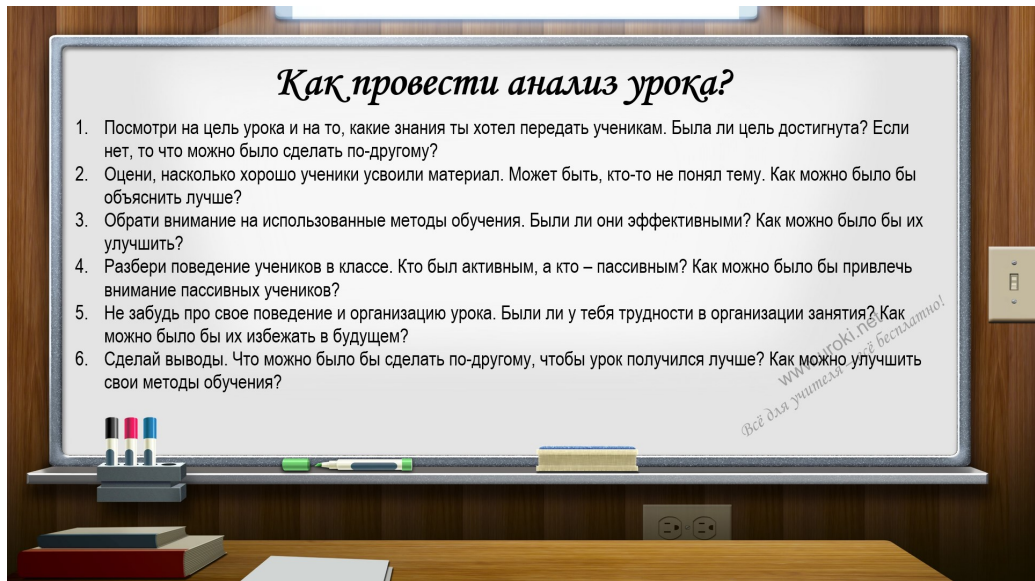 Как провести анализ урока?
1. Посмотри на цель урока и на то, какие знания ты хотел передать ученикам. Была ли цель достигнута? Если
нет, то что можно было сделать по-другому?
2. Оцени, насколько хорошо ученики усвоили материал. Может быть, кто-то не понял тему. Как можно было бы
объяснить лучше?
3. Обрати внимание на использованные методы обучения. Были ли они эффективными? Как можно было бы их
улучшить?
4. Разбери поведение учеников в классе. Кто был активным, а кто – пассивным? Как можно было бы привлечь
внимание пассивных учеников?
5. Не забудь про свое поведение и организацию урока. Были ли у тебя трудности в организации занятия? Как
можно было бы их избежать в будущем?
6. Сделай выводы. Что можно было бы сделать по-другому, чтобы урок получился лучше? Как можно улучшить
свои методы обучения?
www.uroki.net
Всё для учителя – всё бесплатно!